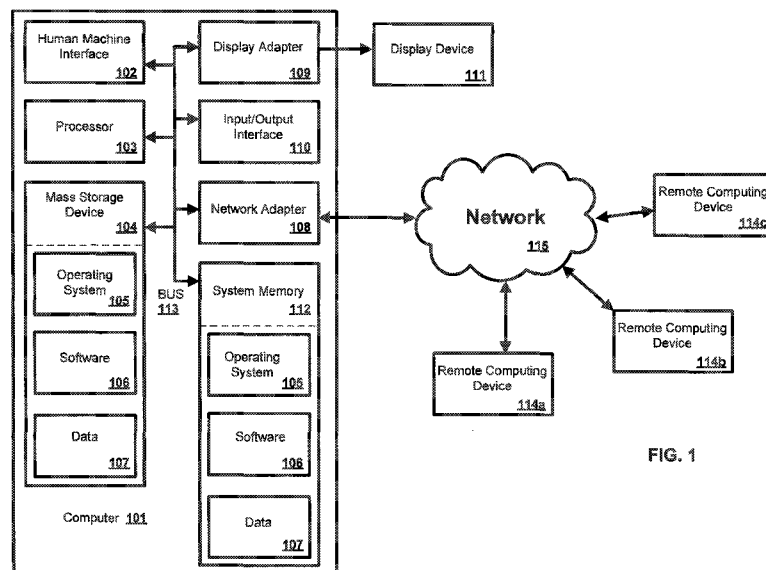 Human Machine
Interface
102
Processor
103
Mass Storage
Device
104
Operating
System
105
Software
106
Data
107
Computer 101
BUS
113
Display Adapter
109
Input/Output
Interface
110
Network Adapter
108
System Memory
112
Operating
System
105
Software
106
Data
107
Display Device
111
Network
115
Remote Computing
Device
114c
Remote Computing
Device
114b
Remote Computing
Device
114a
FIG. 1